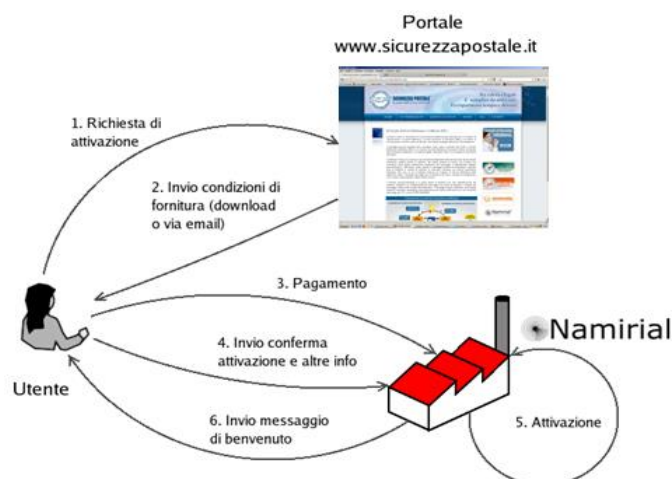 Portale
www.sicurezzapostale.it
1. Richiesta di
attivazione
2. Invio condizioni di
fornitura (download
o via email)
3. Pagamento
Namirial
4. Invio conferma
attivazione e altre info
Utente
6. Invio messaggio
di benvenuto
5. Attivazione